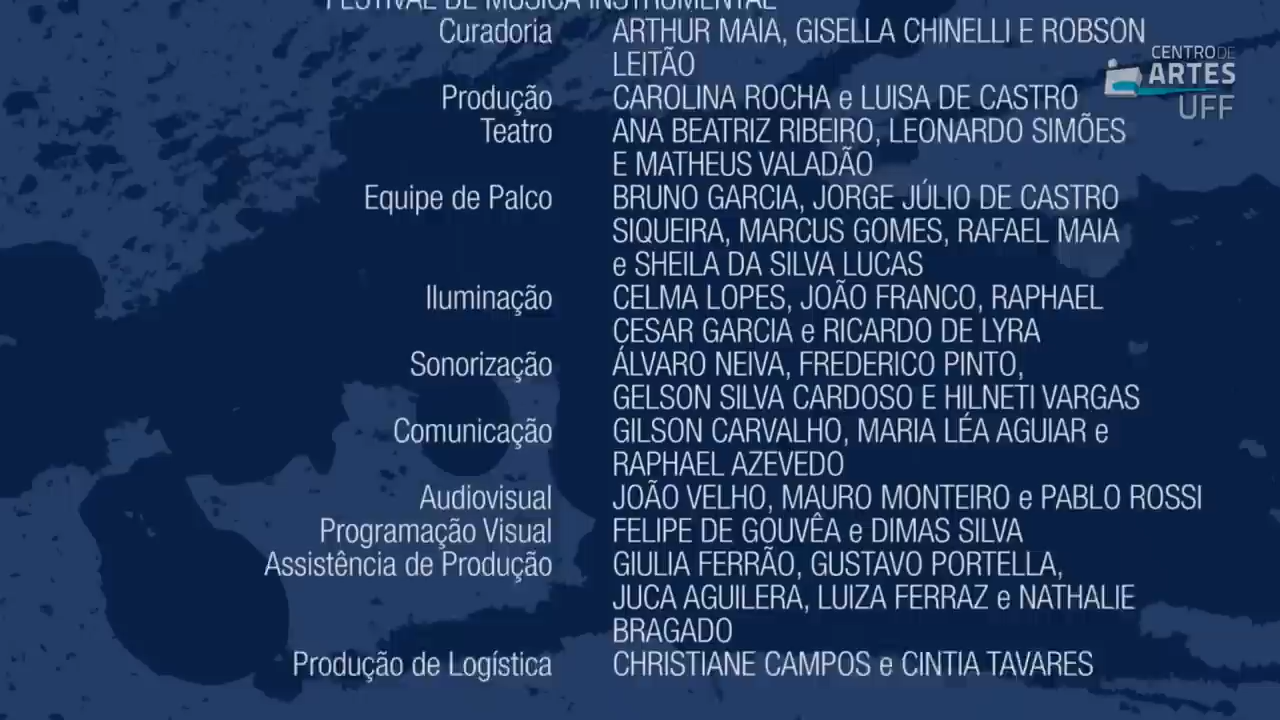 FESTIVAL DE MÚSICA INSTRUMENTAL
Curadoria ARTHUR MAIA, GISELLA CHINELLI E ROBSON
LEITÃO
Produção CAROLINA ROCHA e LUISA DE CASTRO
Teatro ANA BEATRIZ RIBEIRO, LEONARDO SIMÕES
E MATHEUS VALADÃO
Equipe de Palco BRUNO GARCIA, JORGE JÚLIO DE CASTRO
SIQUEIRA, MARCUS GOMES, RAFAEL MAIA
e SHEILA DA SILVA LUCAS
Iluminação CELMA LOPES, JOÃO FRANCO, RAPHAEL
CESAR GARCIA e RICARDO DE LYRA
Sonorização ÁLVARO NEIVA, FREDERICO PINTO,
GELSON SILVA CARDOSO E HILNETI VARGAS
Comunicação GILSON CARVALHO, MARIA LÉA AGUIAR e
RAPHAEL AZEVEDO
Audiovisual JOÃO VELHO, MAURO MONTEIRO e PABLO ROSSI
Programação Visual FELIPE DE GOUVÊA e DIMAS SILVA
Assistência de Produção GIULIA FERRÃO, GUSTAVO PORTELLA,
JUCA AGUILERA, LUIZA FERRAZ e NATHALIE
BRAGADO
Produção de Logística CHRISTIANE CAMPOS e CINTIA TAVARES
CENTRO DE
ARTES
UFF